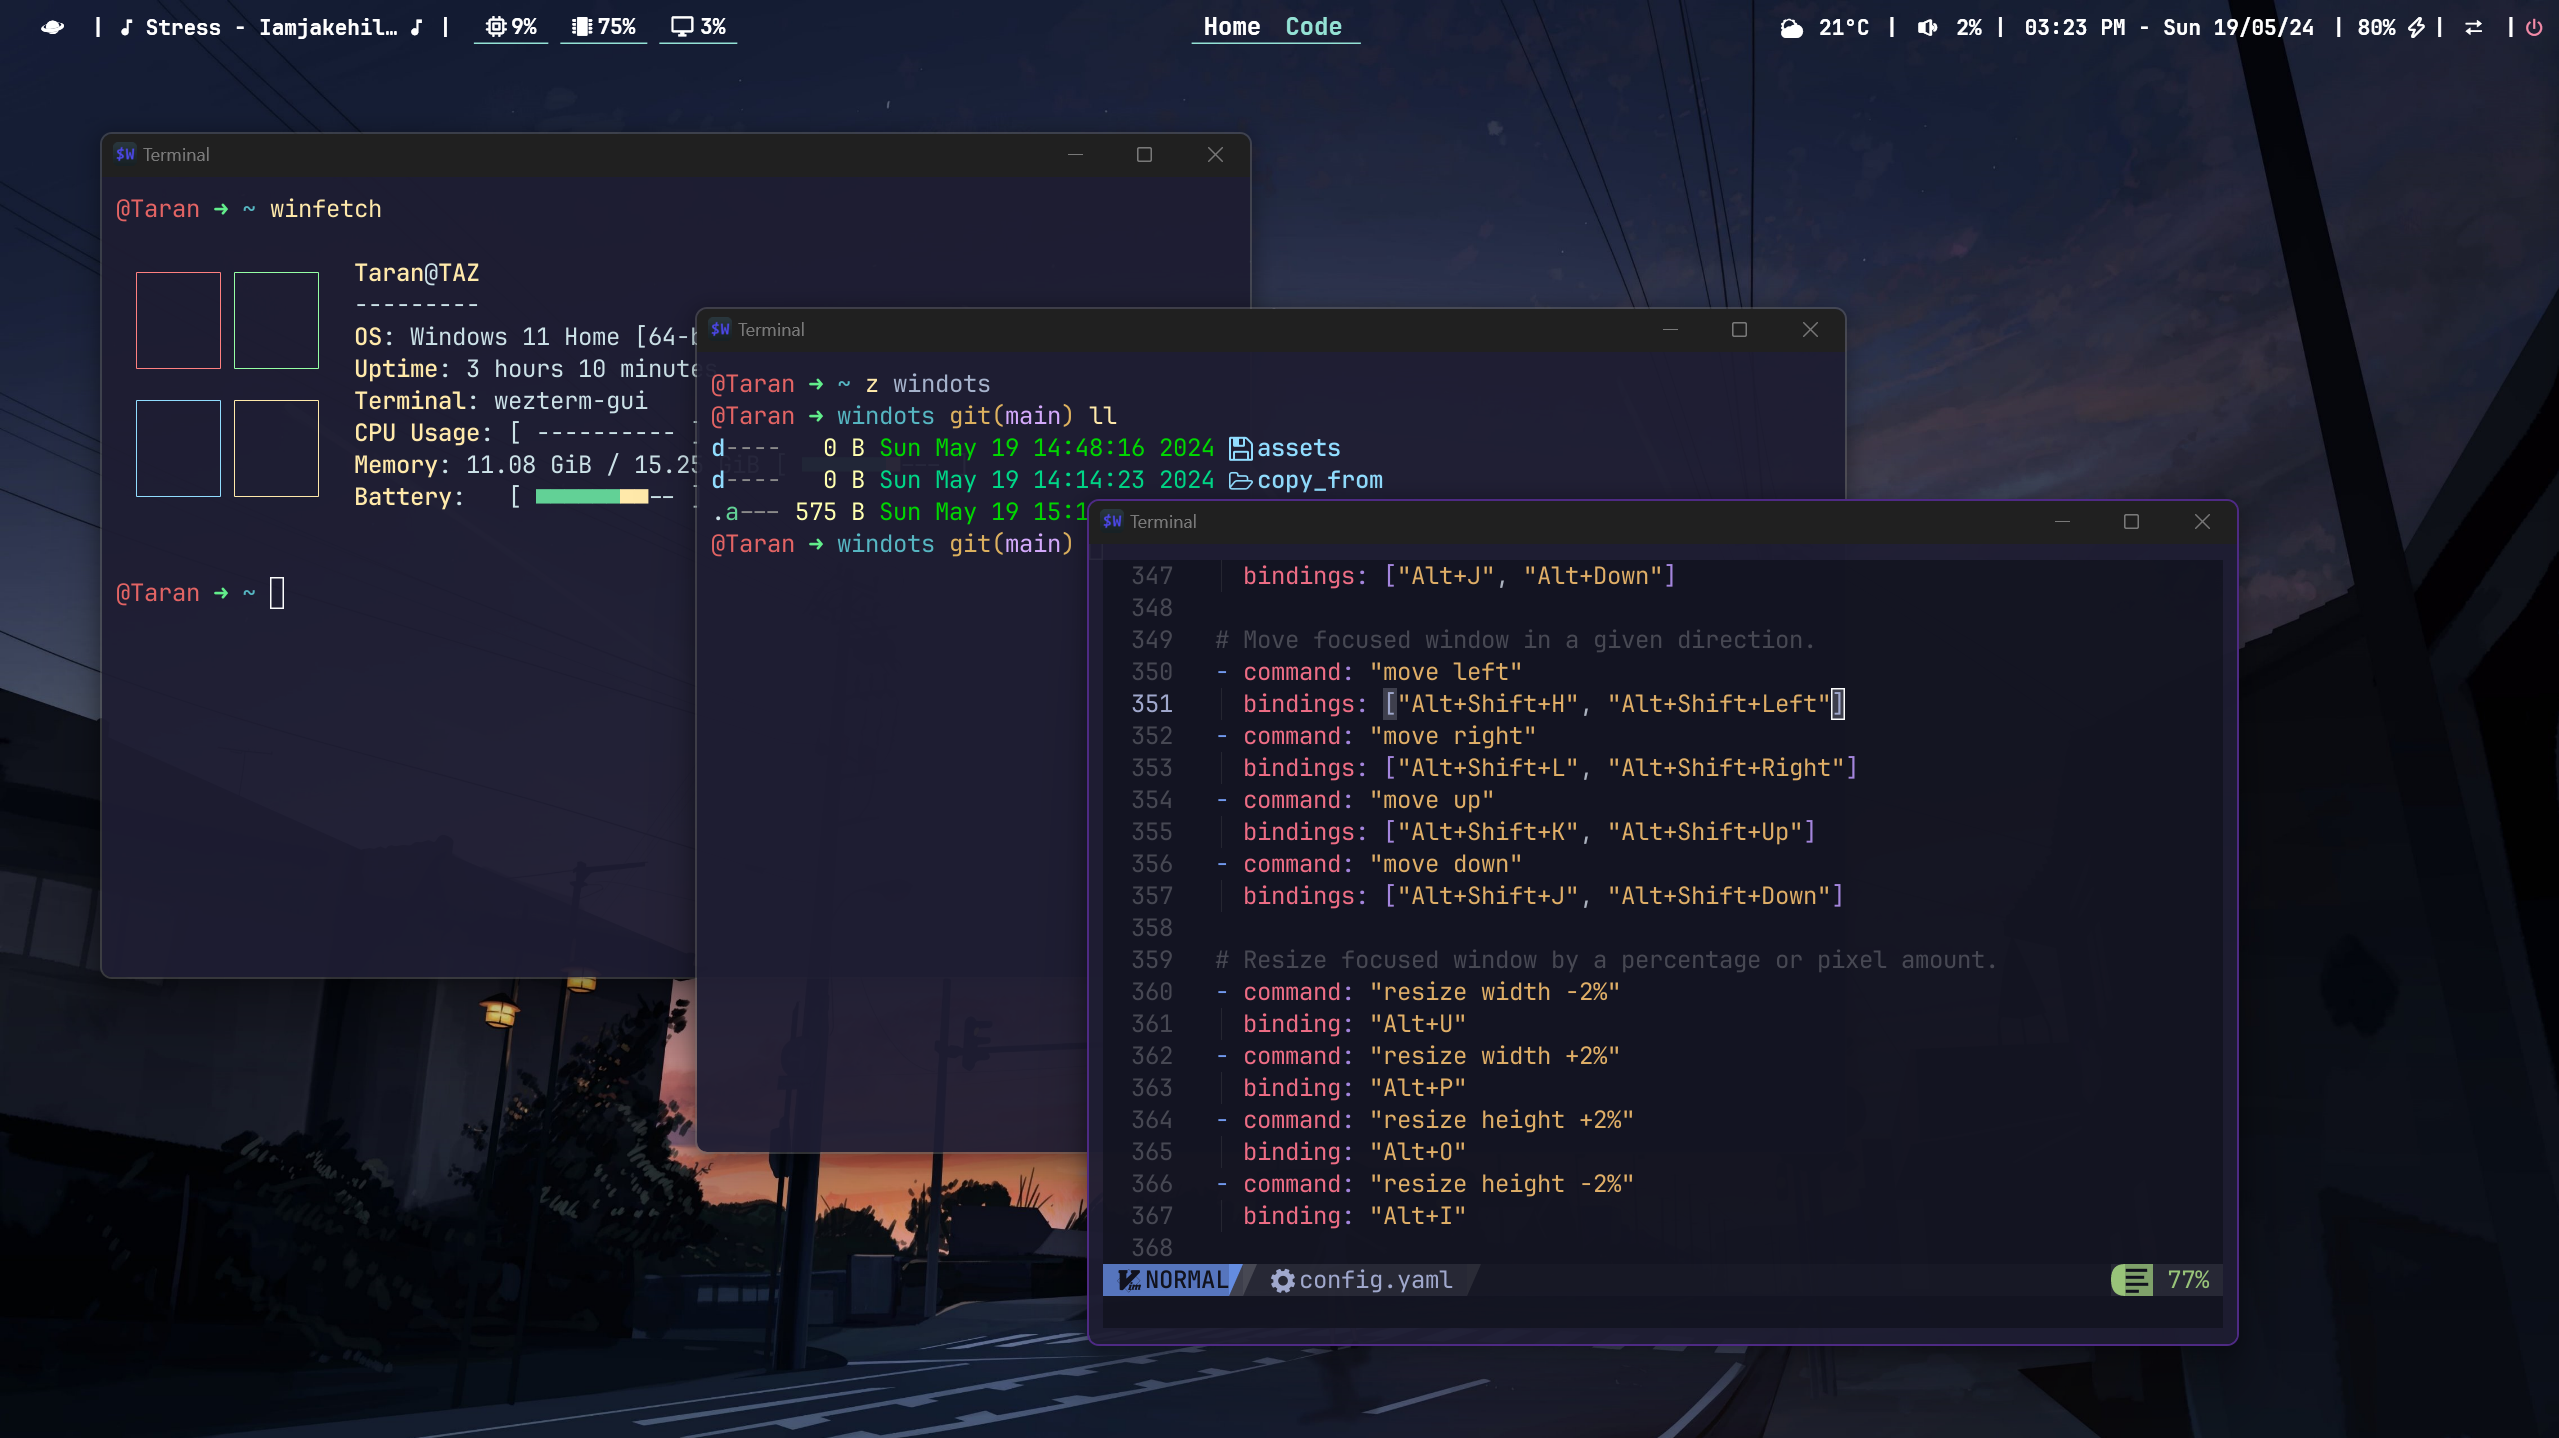 | ♪ Stress - Iamjakehil… ♪ | 9% 75% 3%
Home Code
21°C | 2% | 03:23 PM - Sun 19/05/24 | 80% | |
$W Terminal
@Taran ➜ ~ winfetch
Taran@TAZ
---------
OS: Windows 11 Home [64-b
Uptime: 3 hours 10 minutes
Terminal: wezterm-gui
CPU Usage: [ ---------- ]
Memory: 11.08 GiB / 15.25 GiB [
Battery: [ -- ]
@Taran ➜ ~
$W Terminal
@Taran ➜ ~ z windots
@Taran ➜ windots git(main) ll
d---- 0 B Sun May 19 14:48:16 2024 assets
d---- 0 B Sun May 19 14:14:23 2024 copy_from
.a--- 575 B Sun May 19 15:1
@Taran ➜ windots git(main)
$W Terminal
347 bindings: ["Alt+J", "Alt+Down"]
348
349 # Move focused window in a given direction.
350 - command: "move left"
351 bindings: ["Alt+Shift+H", "Alt+Shift+Left"]
352 - command: "move right"
353 bindings: ["Alt+Shift+L", "Alt+Shift+Right"]
354 - command: "move up"
355 bindings: ["Alt+Shift+K", "Alt+Shift+Up"]
356 - command: "move down"
357 bindings: ["Alt+Shift+J", "Alt+Shift+Down"]
358
359 # Resize focused window by a percentage or pixel amount.
360 - command: "resize width -2%"
361 binding: "Alt+U"
362 - command: "resize width +2%"
363 binding: "Alt+P"
364 - command: "resize height +2%"
365 binding: "Alt+O"
366 - command: "resize height -2%"
367 binding: "Alt+I"
368
NORMAL config.yaml 77%